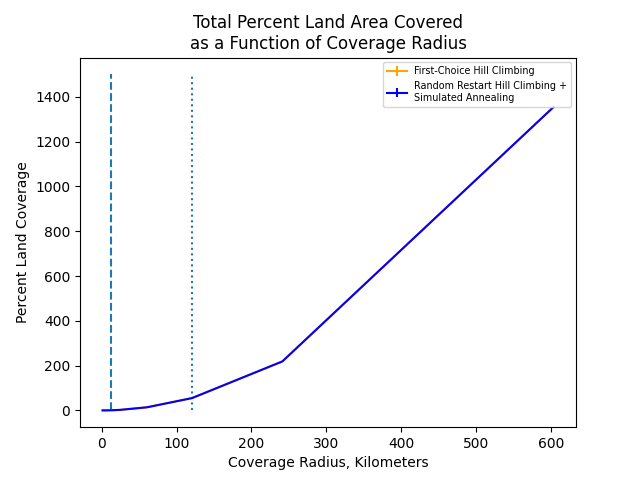 Total Percent Land Area Covered
as a Function of Coverage Radius
First-Choice Hill Climbing
Random Restart Hill Climbing +
Simulated Annealing
Percent Land Coverage
1400
1200
1000
800
600
400
200
0
0 100 200 300 400 500 600
Coverage Radius, Kilometers